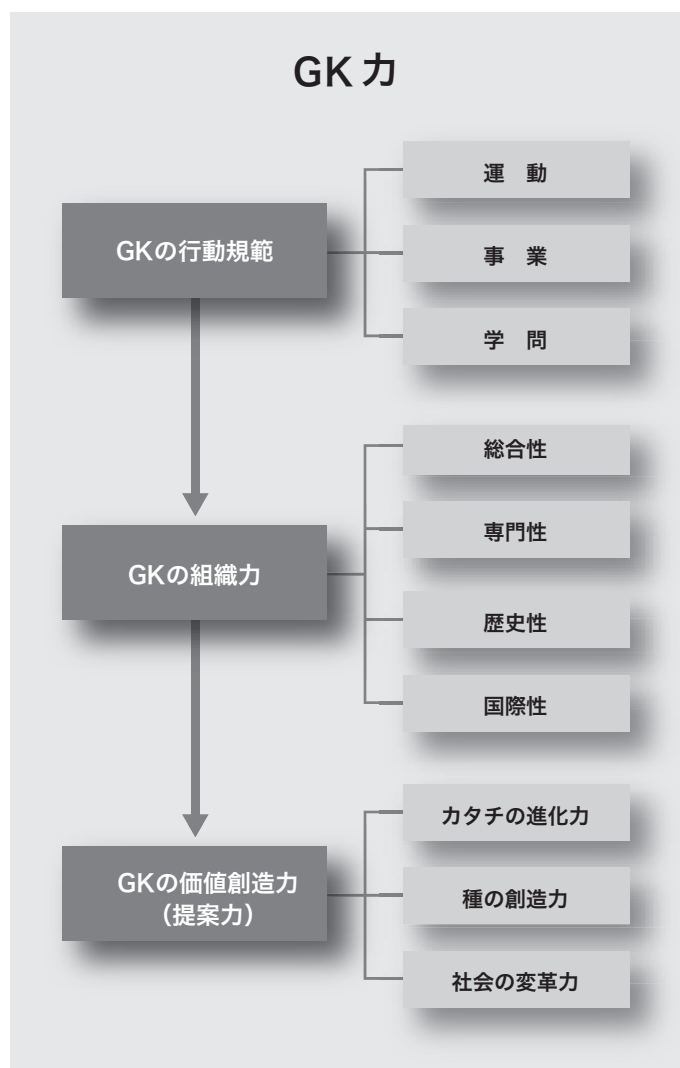 GK 力
GKの行動規範
運　動
事　業
学　問
GKの組織力
総合性
専門性
歴史性
国際性
GKの価値創造力
（提案力）
カタチの進化力
種の創造力
社会の変革力